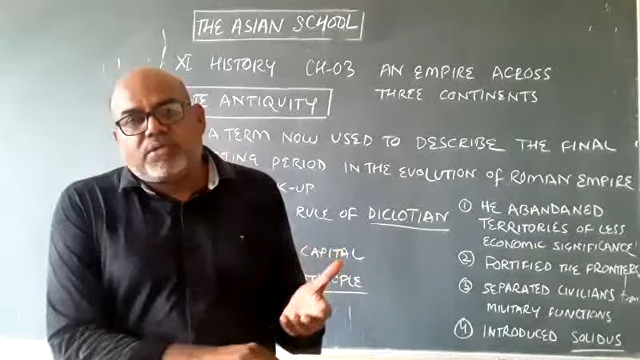 THE ASIAN SCHOOL
XI HISTORY CH-03 AN EMPIRE ACROSS
THREE CONTINENTS
ANTIQUITY
A TERM NOW USED TO DESCRIBE THE FINAL
PERIOD IN THE EVOLUTION OF ROMAN EMPIRE
-UP
RULE OF DICLOTIAN
CAPITAL
① HE ABANDANED
TERRITORIES OF LESS
ECONOMIC SIGNIFICANCE
② FORTIFIED THE FRONTIERS
③ SEPARATED CIVILIANS from
MILITARY FUNCTIONS
④ INTRODUCED SOLIDUS